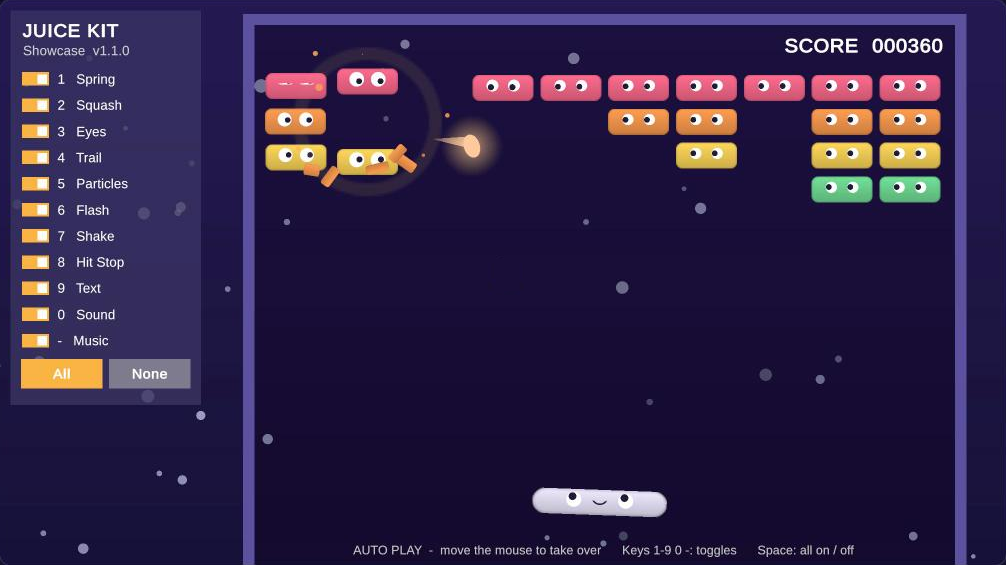 JUICE KIT
Showcase v1.1.0
1 Spring
2 Squash
3 Eyes
4 Trail
5 Particles
6 Flash
7 Shake
8 Hit Stop
9 Text
0 Sound
- Music
All None
SCORE 000360
AUTO PLAY - move the mouse to take over Keys 1-9 0 -: toggles Space: all on / off